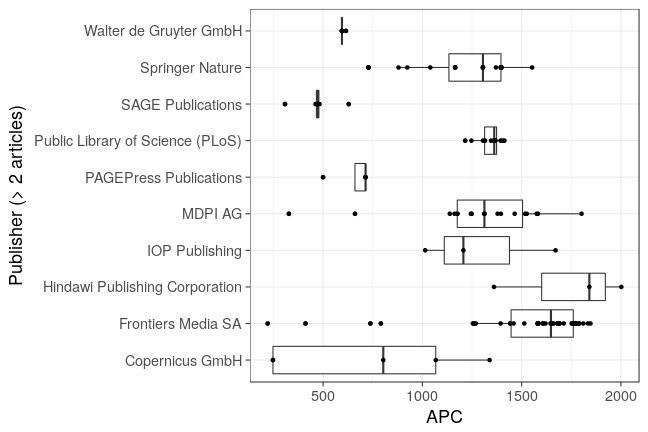 Publisher (> 2 articles)
Walter de Gruyter GmbH
Springer Nature
SAGE Publications
Public Library of Science (PLoS)
PAGEPress Publications
MDPI AG
IOP Publishing
Hindawi Publishing Corporation
Frontiers Media SA
Copernicus GmbH
500 1000 1500 2000
APC